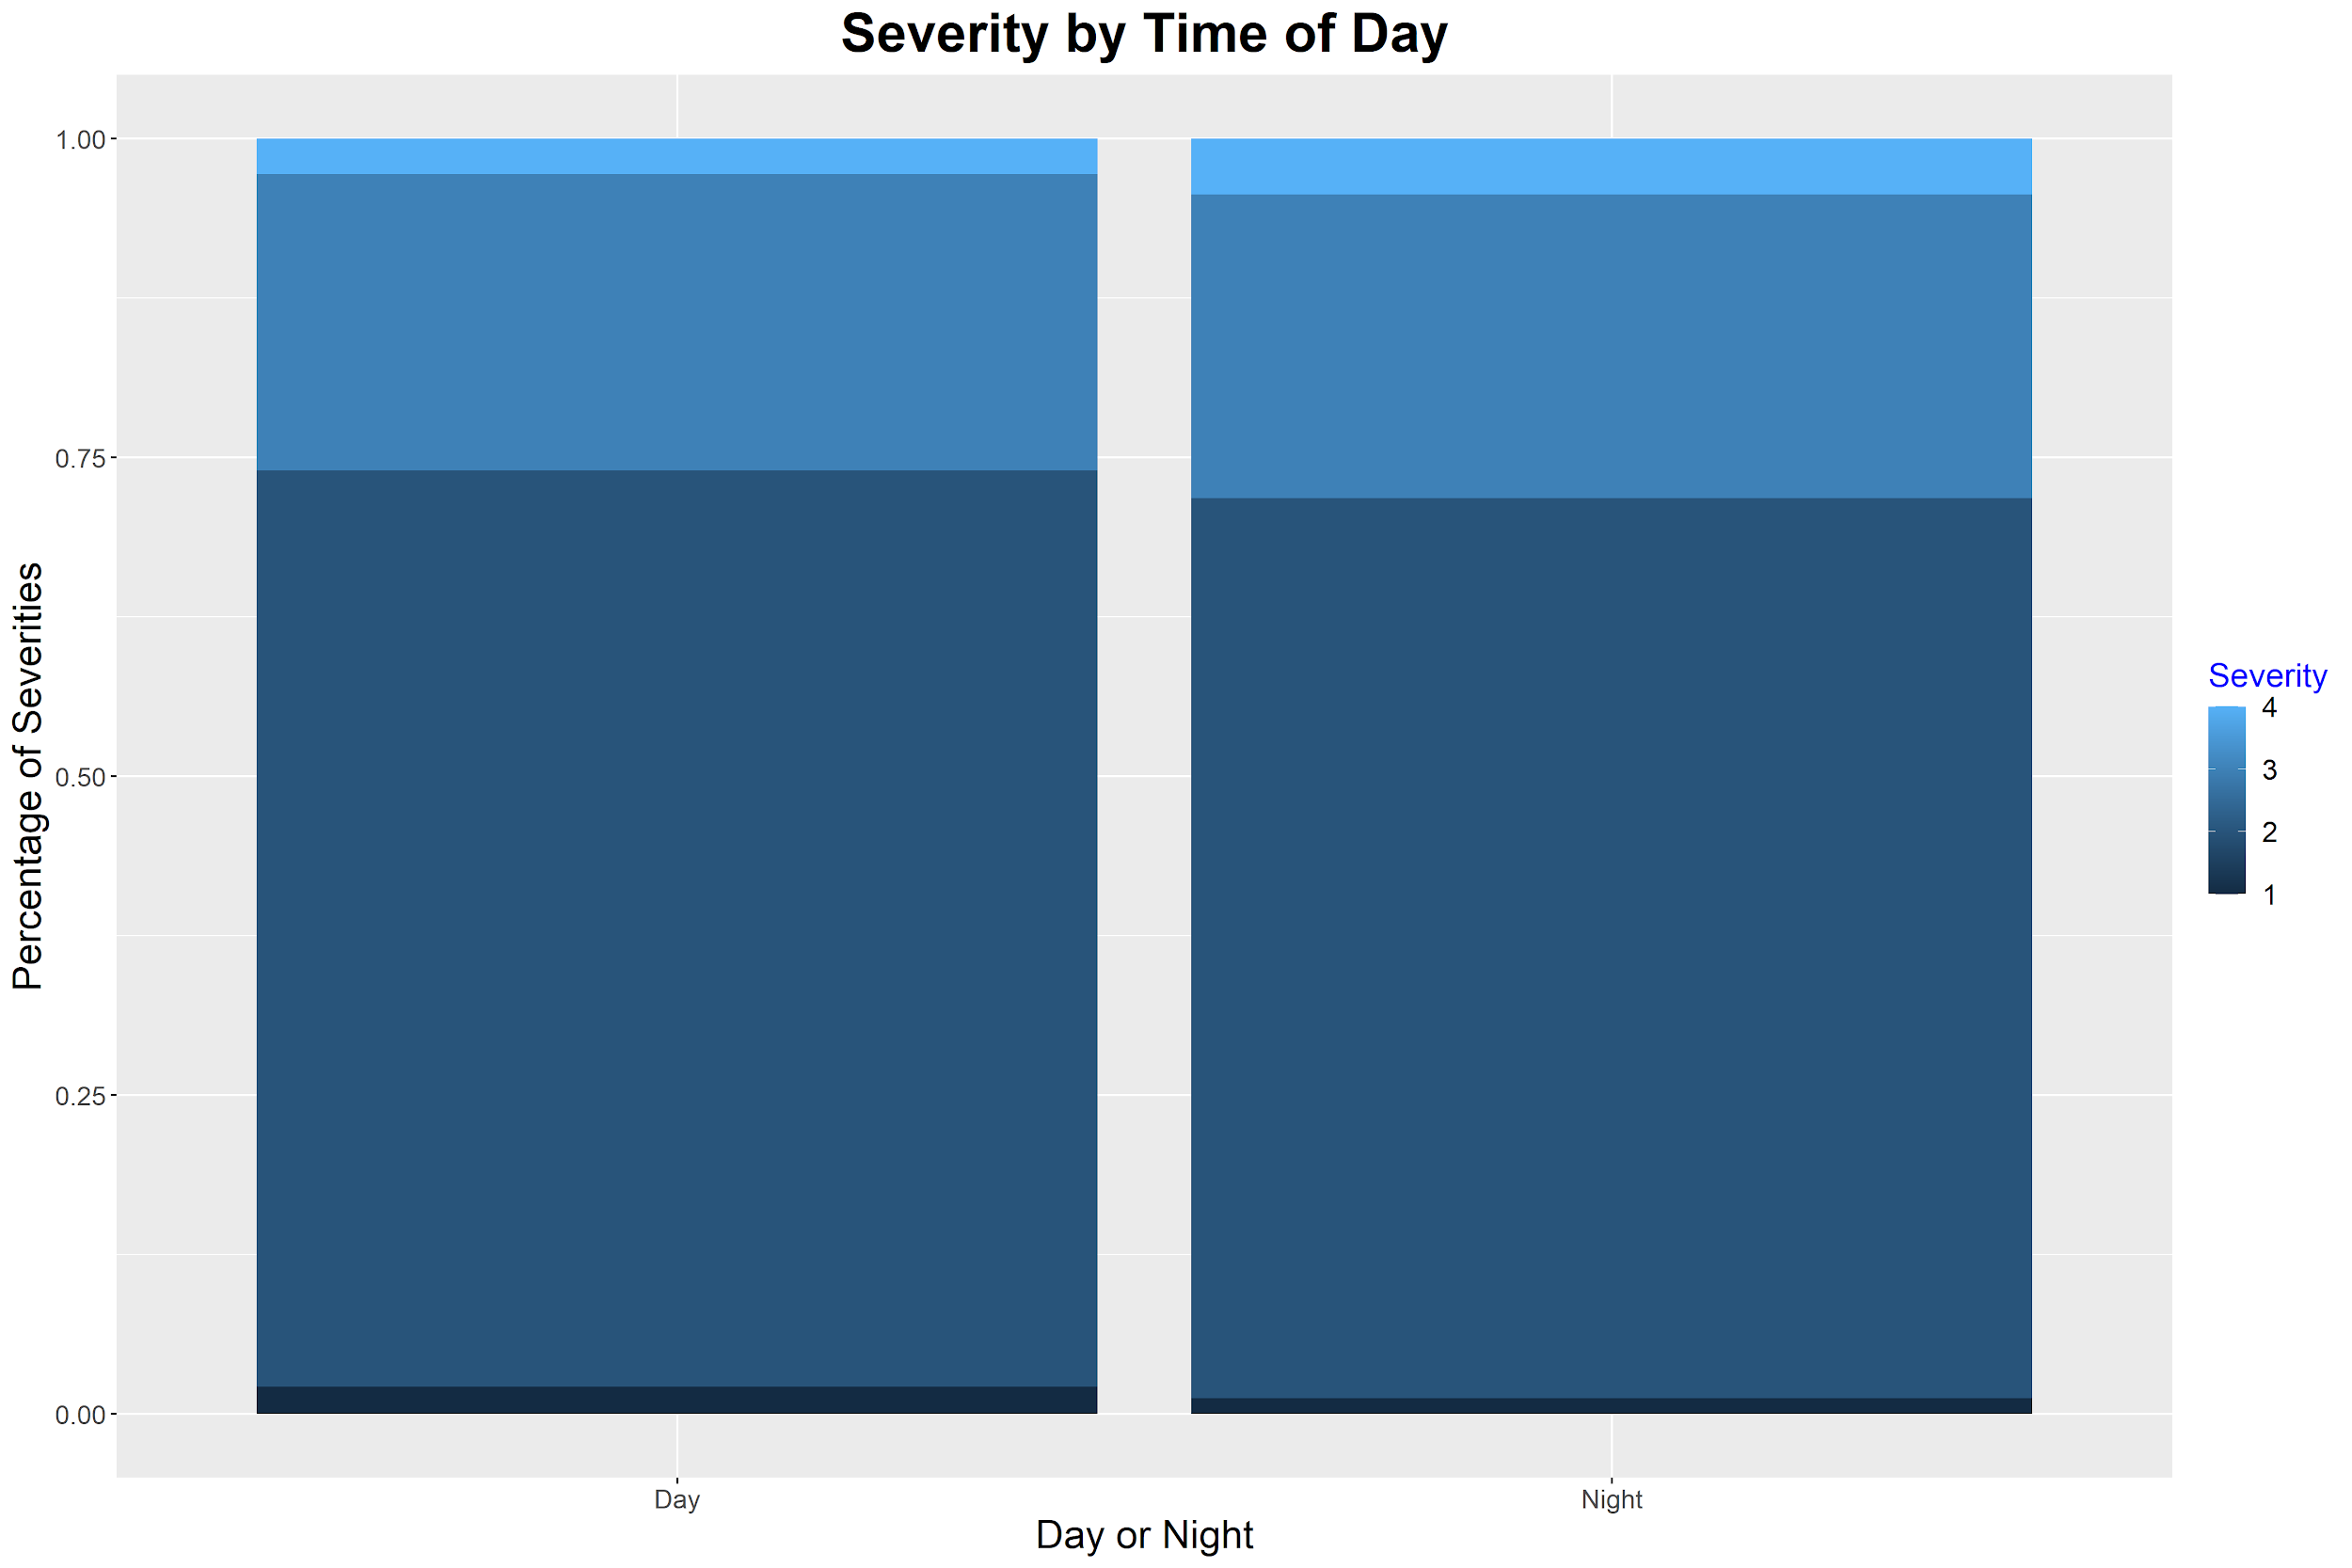 Severity by Time of Day
Percentage of Severities
1.00
0.75
0.50
0.25
0.00
Day
Night
Day or Night
Severity
4
3
2
1